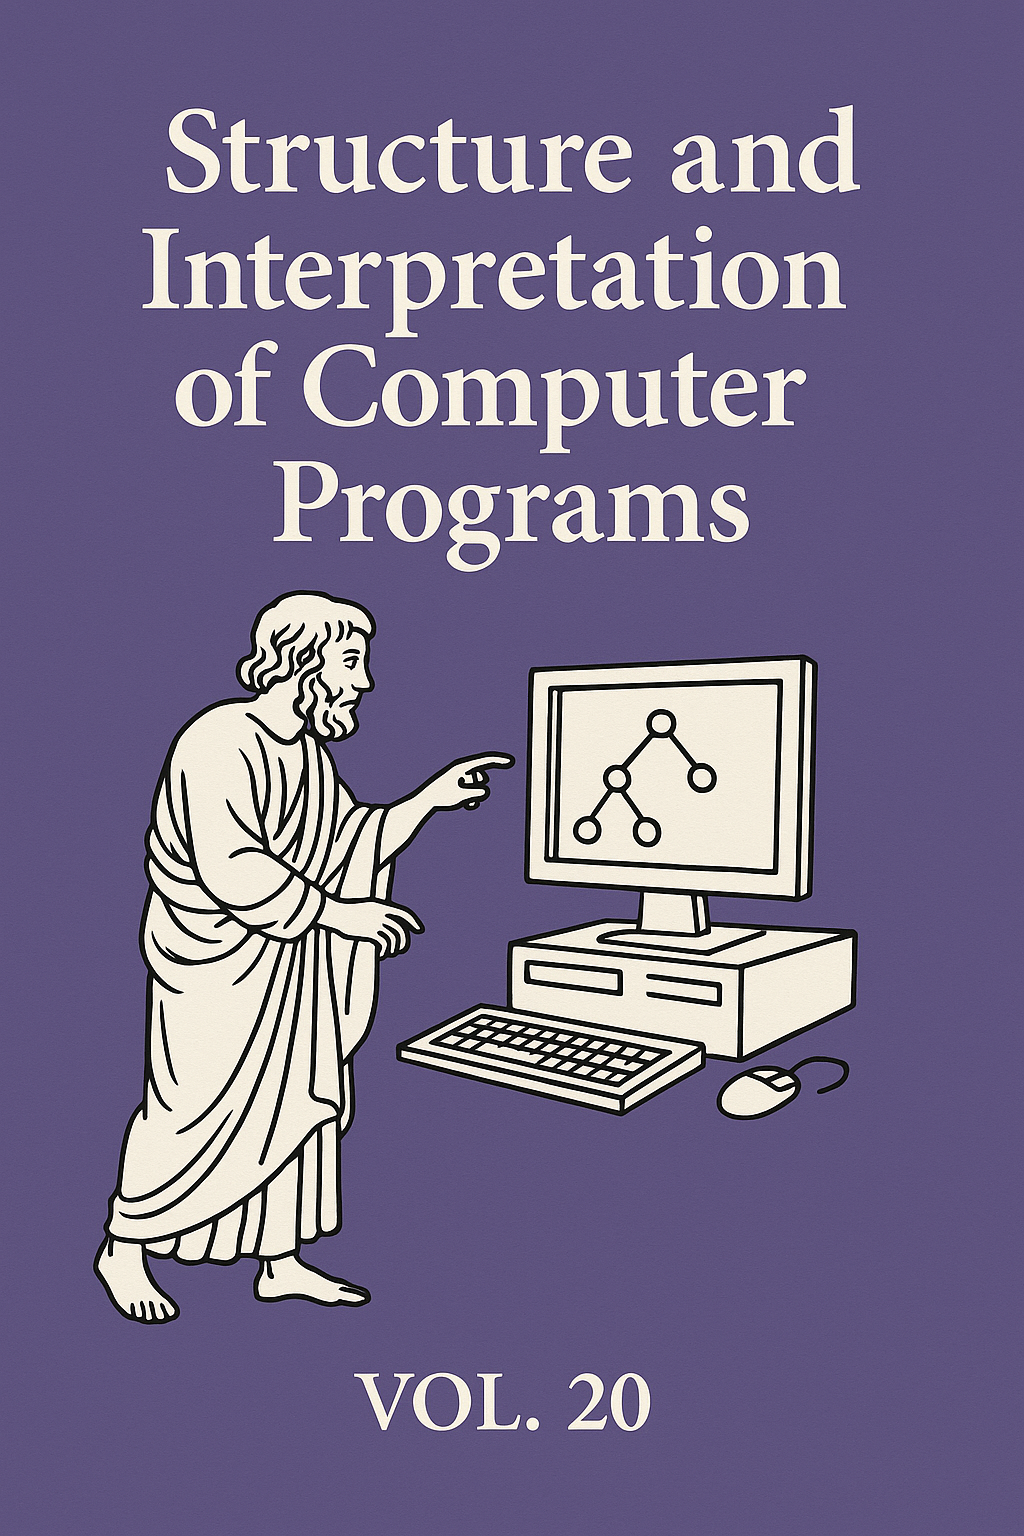 Structure and
Interpretation
of Computer
Programs
VOL. 20